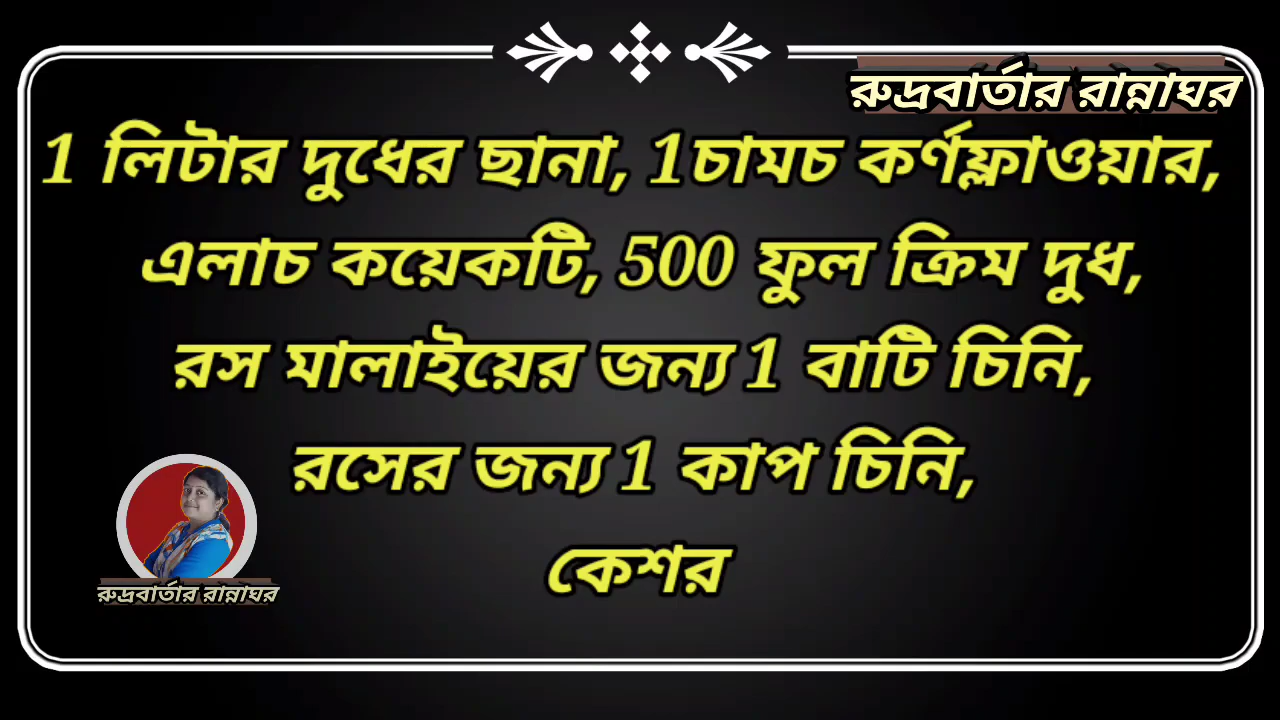 রুদ্রবার্তার রান্নাঘর
1 লিটার দুধের ছানা, 1চামচ কর্ণফ্লাওয়ার,
এলাচ কয়েকটি, 500 ফুল ক্রিম দুধ,
রস মালাইয়ের জন্য 1 বাটি চিনি,
রসের জন্য 1 কাপ চিনি,
কেশর
রুদ্রবার্তার রান্নাঘর